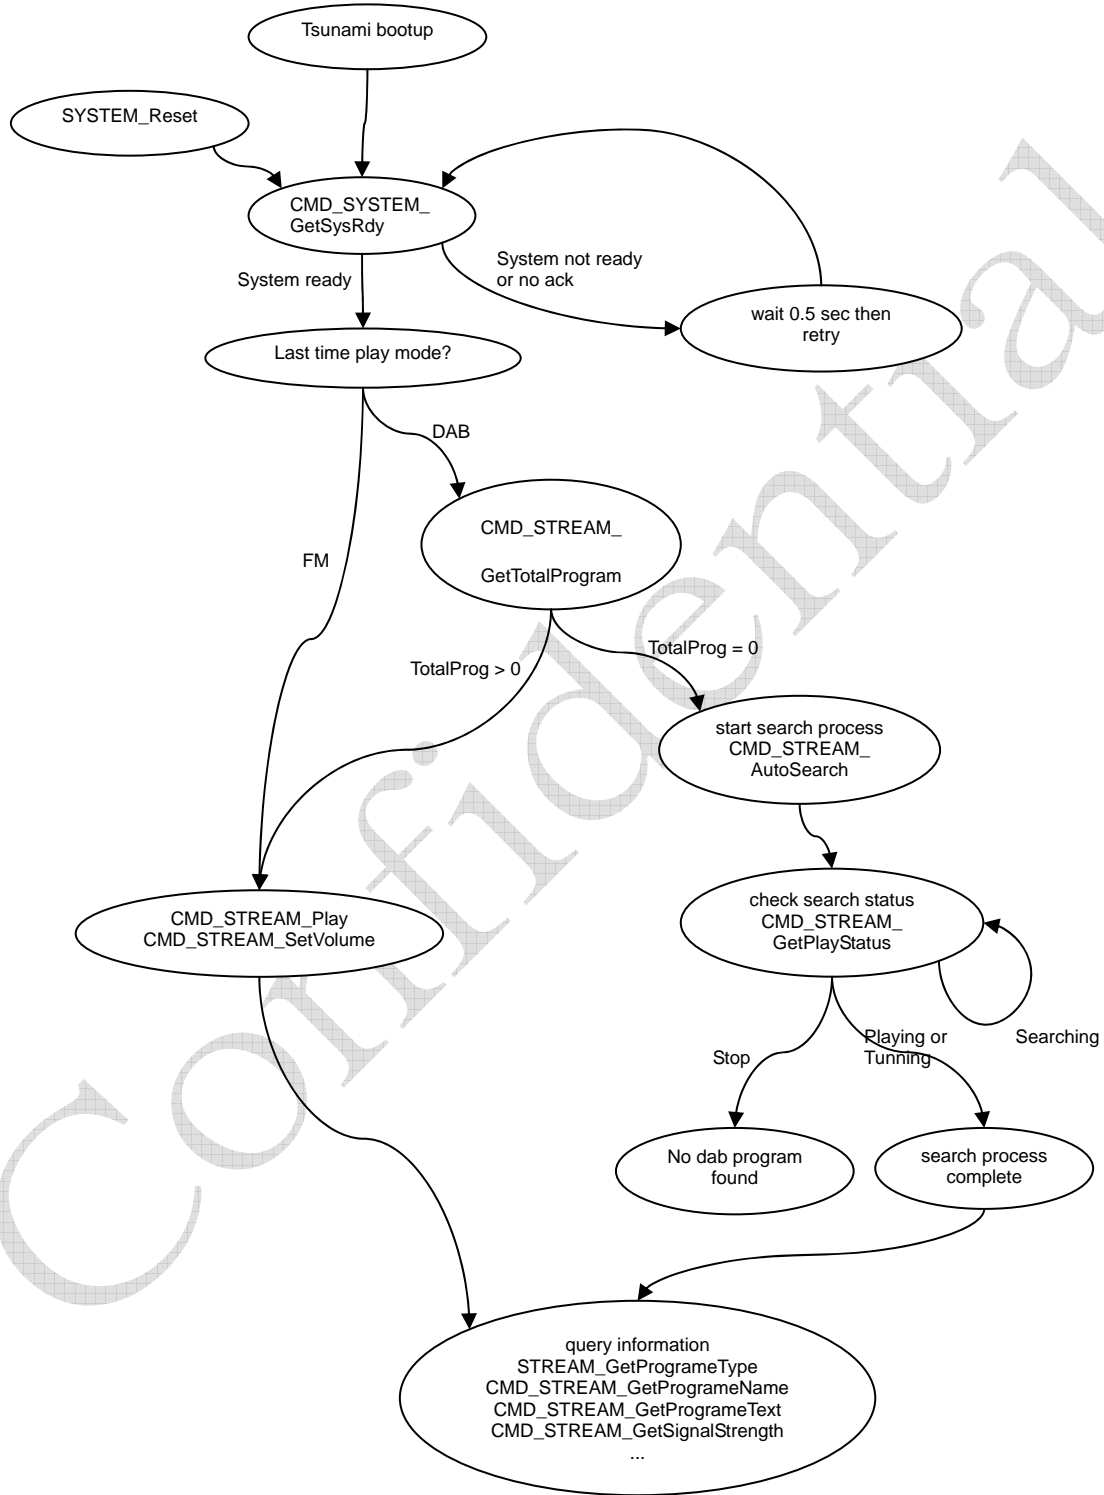 Tsunami bootup
SYSTEM_Reset
CMD_SYSTEM_
GetSysRdy
System ready
System not ready
or no ack
wait 0.5 sec then
retry
Last time play mode?
DAB
CMD_STREAM_
GetTotalProgram
FM
TotalProg > 0
TotalProg = 0
start search process
CMD_STREAM_
AutoSearch
check search status
CMD_STREAM_
GetPlayStatus
CMD_STREAM_Play
CMD_STREAM_SetVolume
Stop
Playing or
Tunning
Searching
No dab program
found
search process
complete
query information
STREAM_GetProgrameType
CMD_STREAM_GetProgrameName
CMD_STREAM_GetProgrameText
CMD_STREAM_GetSignalStrength
...
Confidential